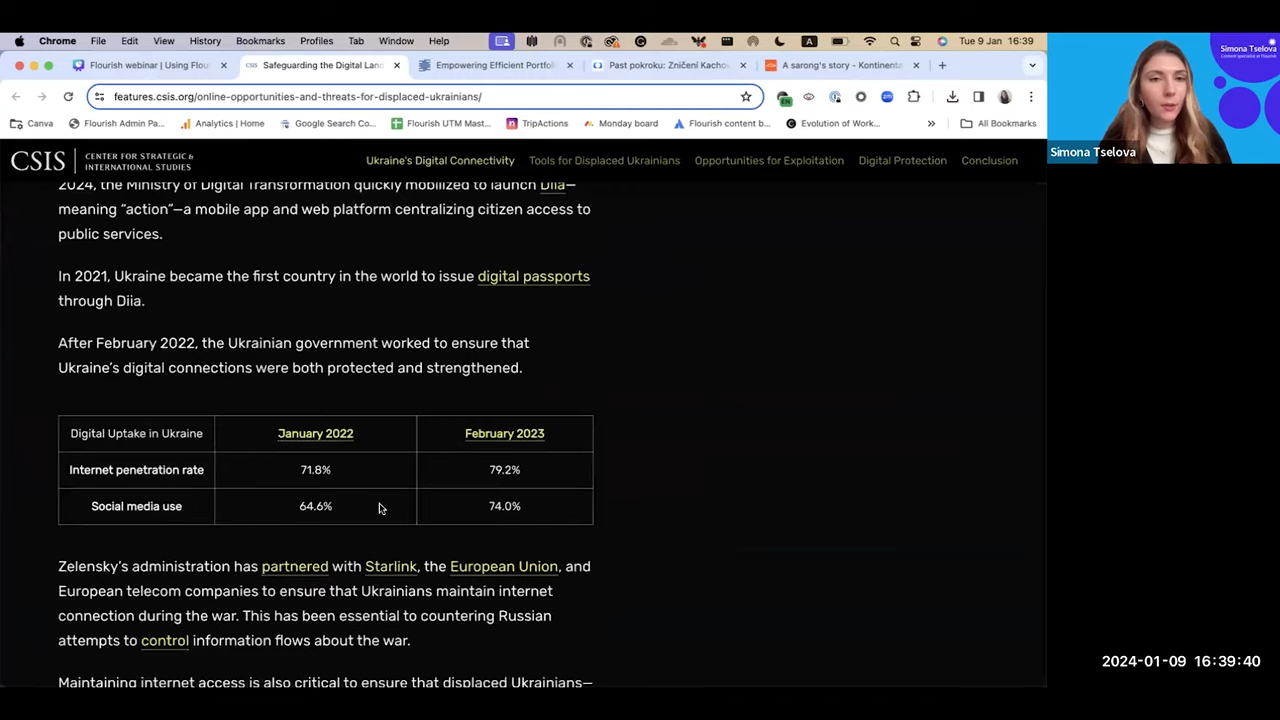 Chrome File Edit View History Bookmarks Profiles Tab Window Help A Tue 9 Jan 16:39
Flourish webinar | Using Flou
CSIS Safeguarding the Digital Land
Empowering Efficient Portfol
Past pokroku: Zničení Kachov
A sarong's story - Kontinenta
features.csis.org/online-opportunities-and-threats-for-displaced-ukrainians/
EN
Canva Flourish Admin Pa... Analytics | Home Google Search Co... Flourish UTM Mast... TripActions Monday board Flourish content b... Evolution of Work... » All Bookmarks
CSIS CENTER FOR STRATEGIC &
INTERNATIONAL STUDIES
Ukraine's Digital Connectivity Tools for Displaced Ukrainians Opportunities for Exploitation Digital Protection Conclusion
2024, the Ministry of Digital Transformation quickly mobilized to launch Diia—
meaning “action”—a mobile app and web platform centralizing citizen access to
public services.
In 2021, Ukraine became the first country in the world to issue digital passports
through Diia.
After February 2022, the Ukrainian government worked to ensure that
Ukraine’s digital connections were both protected and strengthened.
Digital Uptake in Ukraine January 2022 February 2023
Internet penetration rate 71.8% 79.2%
Social media use 64.6% 74.0%
Zelensky’s administration has partnered with Starlink, the European Union, and
European telecom companies to ensure that Ukrainians maintain internet
connection during the war. This has been essential to countering Russian
attempts to control information flows about the war.
Maintaining internet access is also critical to ensure that displaced Ukrainians—
Simona Tselova
Content specialist at Flourish
Simona Tselova
2024-01-09 16:39:40